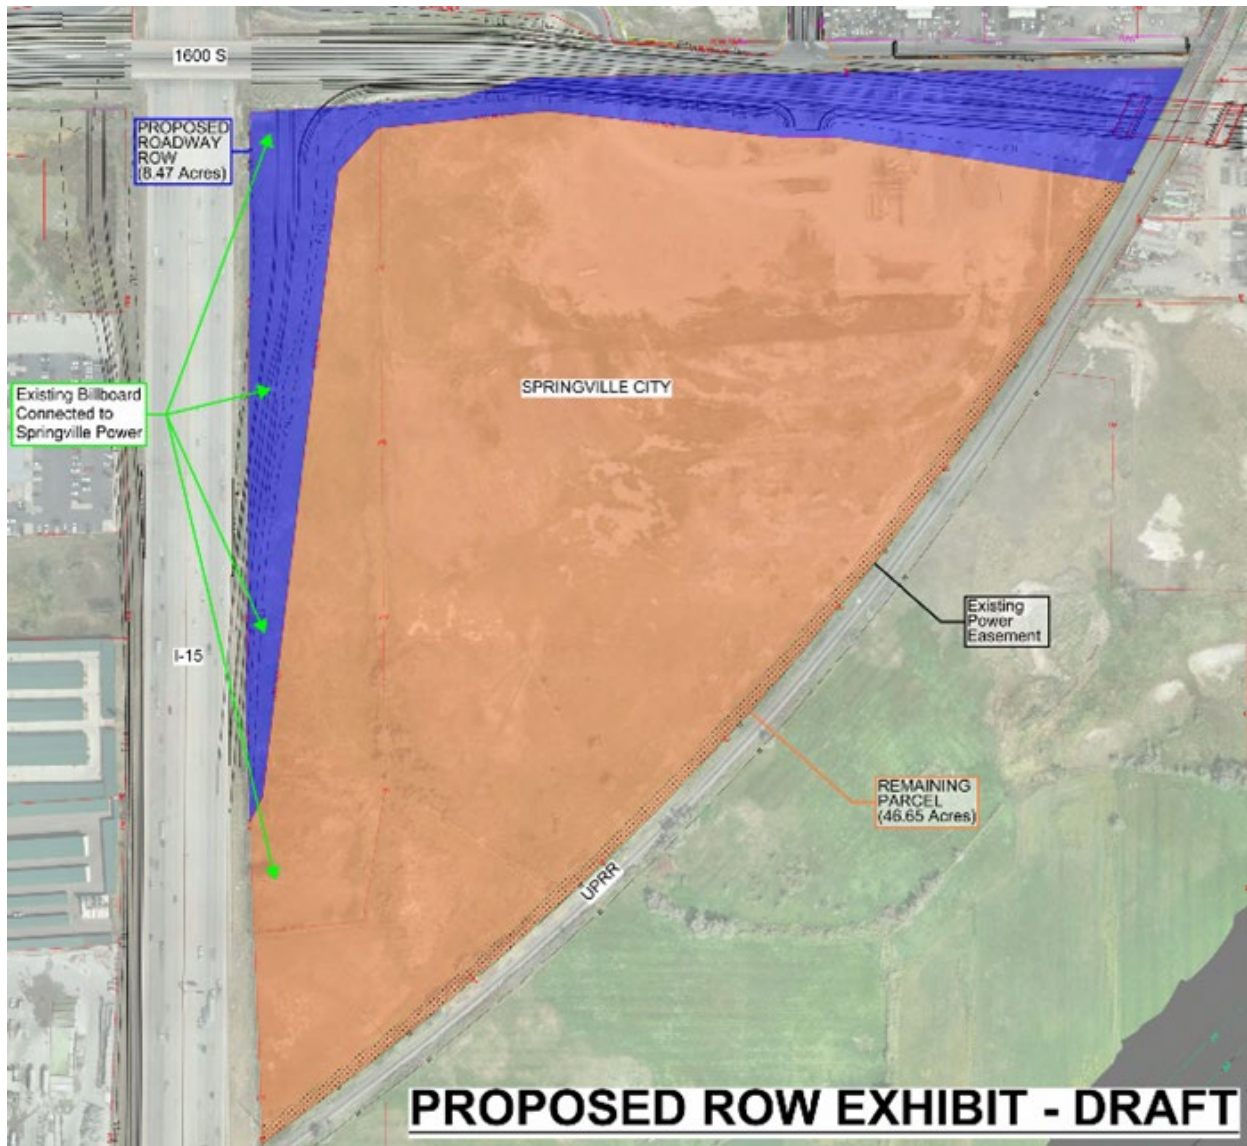 1600 S
PROPOSED
ROADWAY
ROW
(8.47 Acres)
Existing Billboard
Connected to
Springville Power
SPRINGVILLE CITY
Existing
Power
Easement
I-15
REMAINING
PARCEL
(46.65 Acres)
UPRR
PROPOSED ROW EXHIBIT - DRAFT